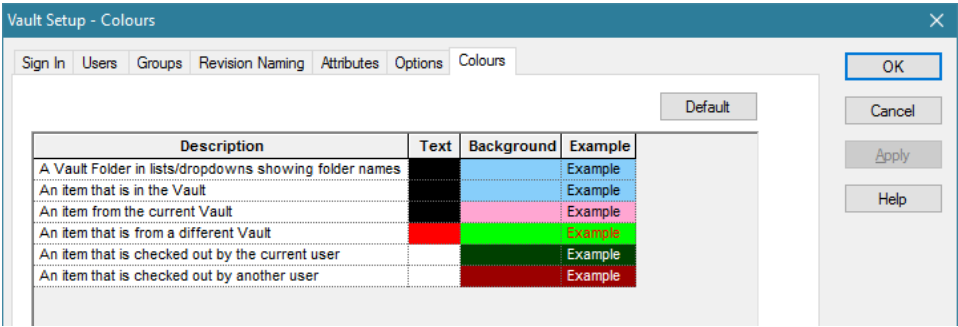 Vault Setup - Colours
Sign In Users Groups Revision Naming Attributes Options Colours
OK
Default
Cancel
Description Text Background Example
Apply
A Vault Folder in lists/dropdowns showing folder names Example
An item that is in the Vault Example
Help
An item from the current Vault Example
An item that is from a different Vault Example
An item that is checked out by the current user Example
An item that is checked out by another user Example